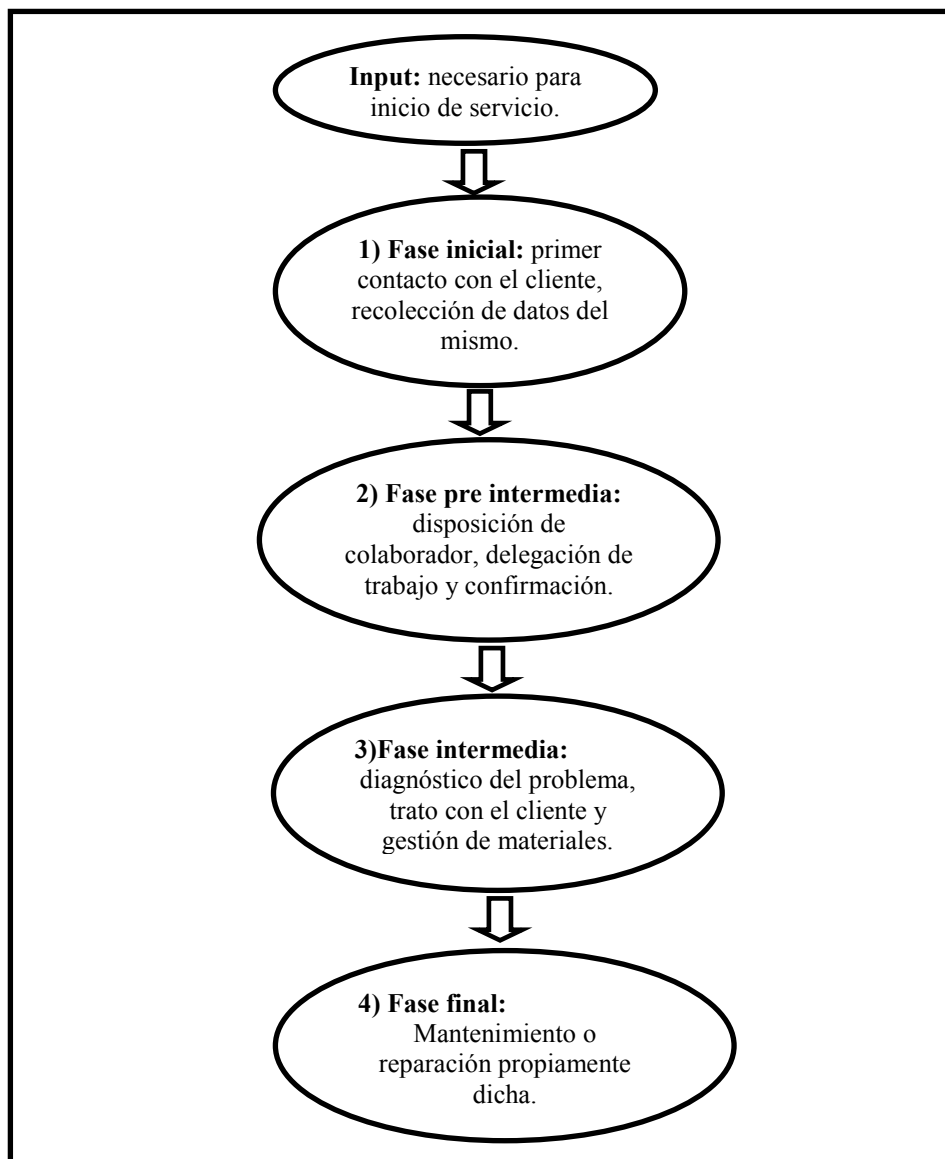 Input: necesario para
inicio de servicio.
1) Fase inicial: primer
contacto con el cliente,
recolección de datos del
mismo.
2) Fase pre intermedia:
disposición de
colaborador, delegación de
trabajo y confirmación.
3)Fase intermedia:
diagnóstico del problema,
trato con el cliente y
gestión de materiales.
4) Fase final:
Mantenimiento o
reparación propiamente
dicha.